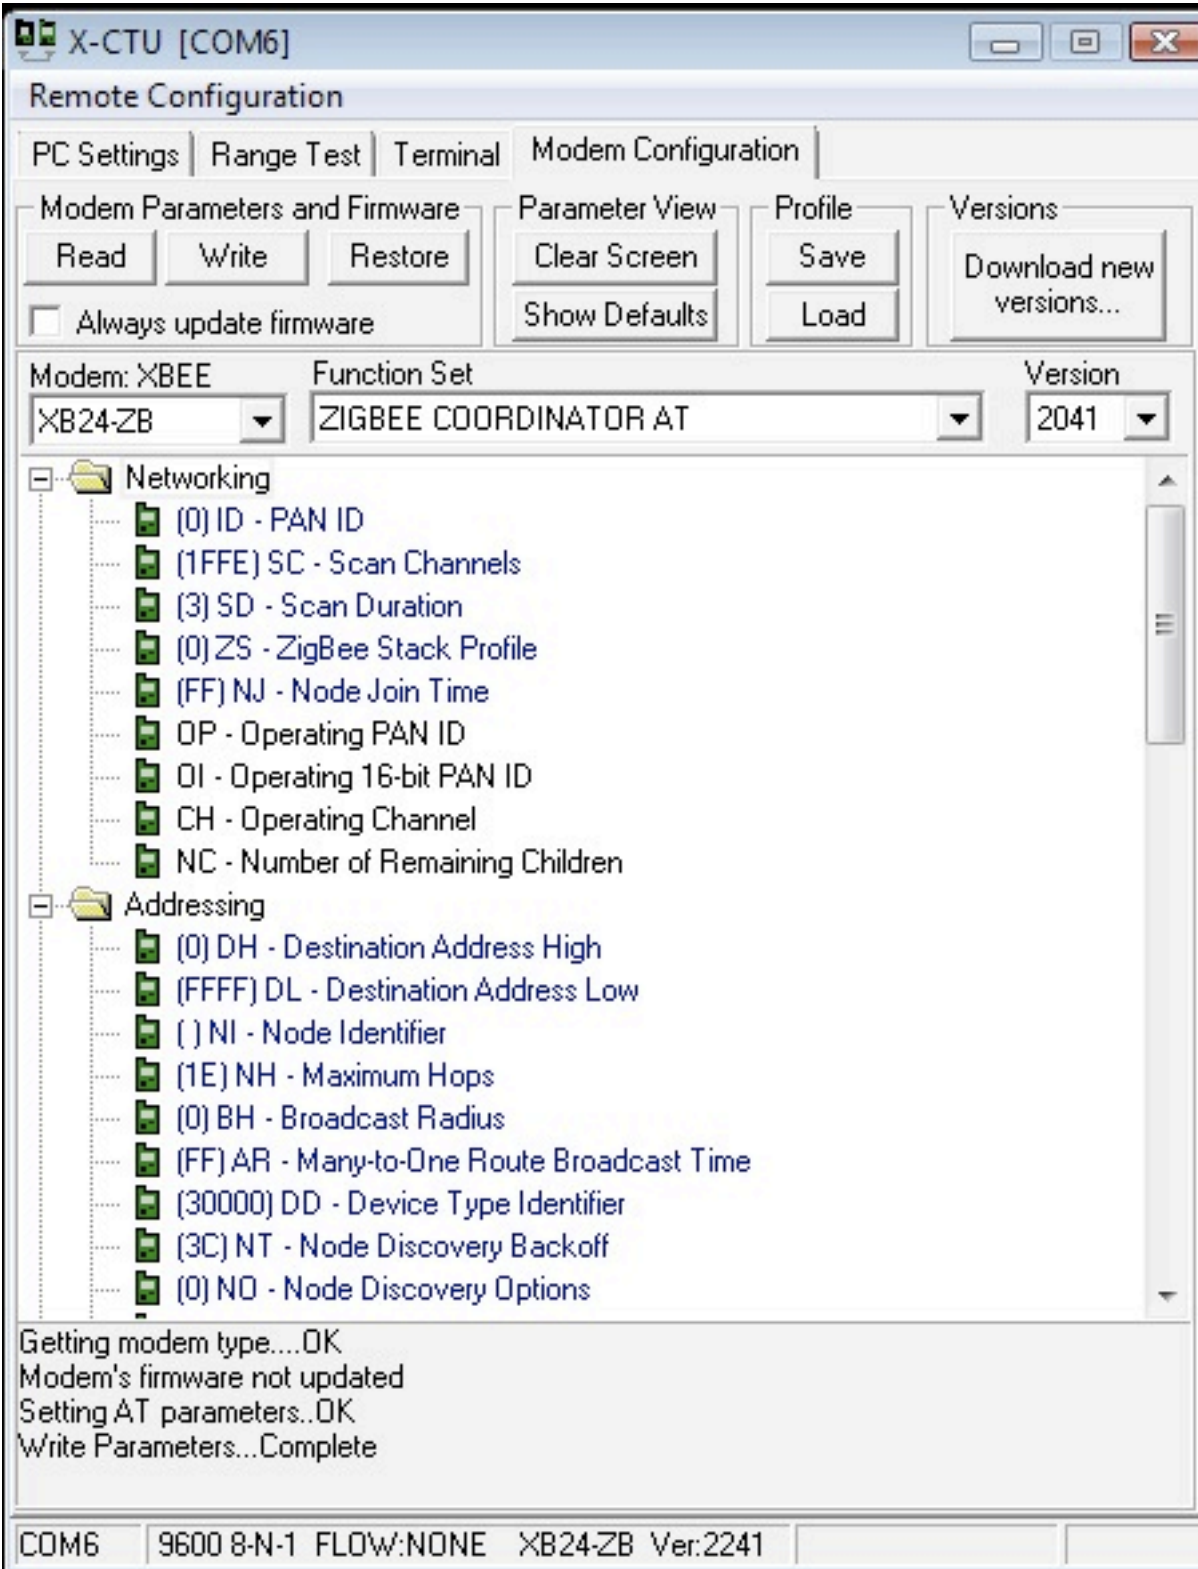 X-CTU [COM6]
Remote Configuration
PC Settings Range Test Terminal Modem Configuration
Modem Parameters and Firmware Parameter View Profile Versions
Read Write Restore Clear Screen Save Download new versions...
Always update firmware Show Defaults Load
Modem: XBEE Function Set Version
XB24-ZB ZIGBEE COORDINATOR AT 2041
Networking
(0) ID - PAN ID
(1FFE) SC - Scan Channels
(3) SD - Scan Duration
(0) ZS - ZigBee Stack Profile
(FF) NJ - Node Join Time
OP - Operating PAN ID
OI - Operating 16-bit PAN ID
CH - Operating Channel
NC - Number of Remaining Children
Addressing
(0) DH - Destination Address High
(FFFF) DL - Destination Address Low
( ) NI - Node Identifier
(1E) NH - Maximum Hops
(0) BH - Broadcast Radius
(FF) AR - Many-to-One Route Broadcast Time
(30000) DD - Device Type Identifier
(3C) NT - Node Discovery Backoff
(0) NO - Node Discovery Options
Getting modem type....OK
Modem's firmware not updated
Setting AT parameters..OK
Write Parameters...Complete
COM6 9600 8-N-1 FLOW:NONE XB24-ZB Ver:2241